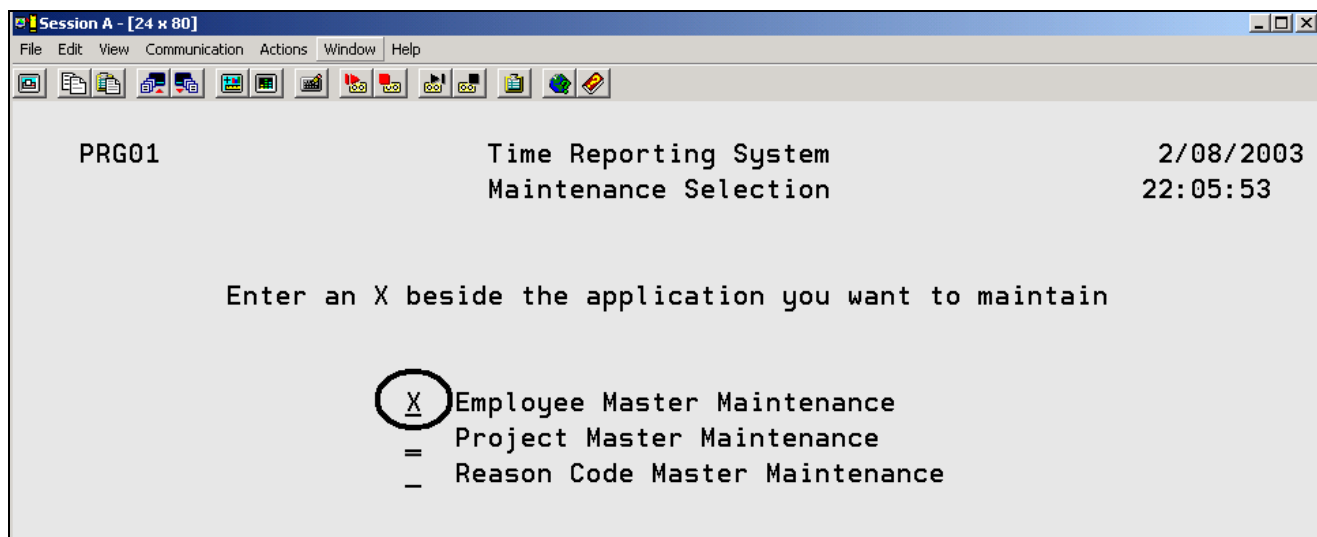 Session A - [24 x 80]
File Edit View Communication Actions Window Help
PRG01 Time Reporting System 2/08/2003
Maintenance Selection 22:05:53
Enter an X beside the application you want to maintain
X Employee Master Maintenance
_ Project Master Maintenance
_ Reason Code Master Maintenance